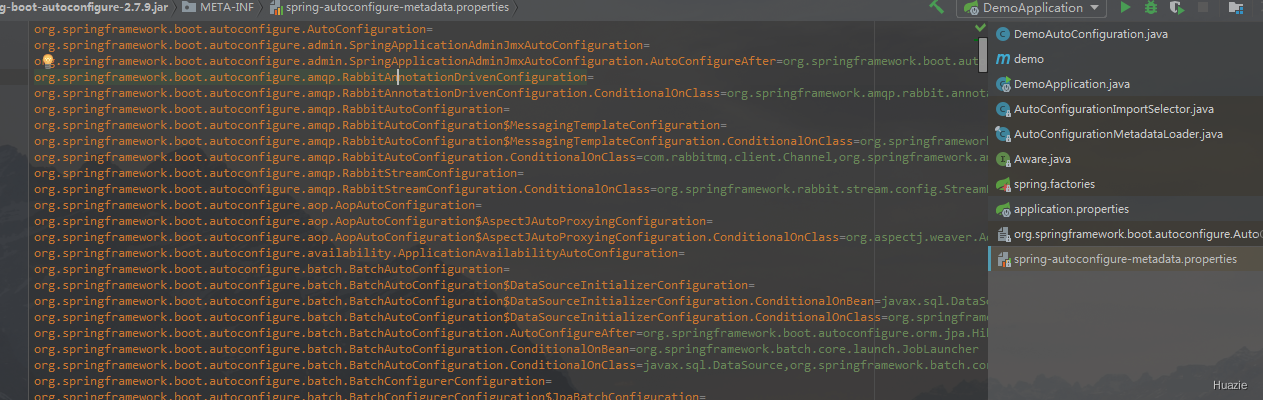 g-boot-autoconfigure-2.7.9.jar META-INF spring-autoconfigure-metadata.properties DemoApplication
org.springframework.boot.autoconfigure.AutoConfiguration=
org.springframework.boot.autoconfigure.admin.SpringApplicationAdminJmxAutoConfiguration=
org.springframework.boot.autoconfigure.admin.SpringApplicationAdminJmxAutoConfiguration.AutoConfigureAfter=org.springframework.boot.aut
org.springframework.boot.autoconfigure.amqp.RabbitAnnotationDrivenConfiguration=
org.springframework.boot.autoconfigure.amqp.RabbitAnnotationDrivenConfiguration.ConditionalOnClass=org.springframework.amqp.rabbit.annota
org.springframework.boot.autoconfigure.amqp.RabbitAutoConfiguration=
org.springframework.boot.autoconfigure.amqp.RabbitAutoConfiguration$MessagingTemplateConfiguration=
org.springframework.boot.autoconfigure.amqp.RabbitAutoConfiguration$MessagingTemplateConfiguration.ConditionalOnClass=org.springframework
org.springframework.boot.autoconfigure.amqp.RabbitAutoConfiguration.ConditionalOnClass=com.rabbitmq.client.Channel,org.springframework.am
org.springframework.boot.autoconfigure.amqp.RabbitStreamConfiguration=
org.springframework.boot.autoconfigure.amqp.RabbitStreamConfiguration.ConditionalOnClass=org.springframework.rabbit.stream.config.StreamR
org.springframework.boot.autoconfigure.aop.AopAutoConfiguration=
org.springframework.boot.autoconfigure.aop.AopAutoConfiguration$AspectJAutoProxyingConfiguration=
org.springframework.boot.autoconfigure.aop.AopAutoConfiguration$AspectJAutoProxyingConfiguration.ConditionalOnClass=org.aspectj.weaver.Ad
org.springframework.boot.autoconfigure.availability.ApplicationAvailabilityAutoConfiguration=
org.springframework.boot.autoconfigure.batch.BatchAutoConfiguration=
org.springframework.boot.autoconfigure.batch.BatchAutoConfiguration$DataSourceInitializerConfiguration=
org.springframework.boot.autoconfigure.batch.BatchAutoConfiguration$DataSourceInitializerConfiguration.ConditionalOnBean=javax.sql.DataSo
org.springframework.boot.autoconfigure.batch.BatchAutoConfiguration$DataSourceInitializerConfiguration.ConditionalOnClass=org.springframe
org.springframework.boot.autoconfigure.batch.BatchAutoConfiguration.AutoConfigureAfter=org.springframework.boot.autoconfigure.orm.jpa.Hib
org.springframework.boot.autoconfigure.batch.BatchAutoConfiguration.ConditionalOnBean=org.springframework.batch.core.launch.JobLauncher
org.springframework.boot.autoconfigure.batch.BatchAutoConfiguration.ConditionalOnClass=javax.sql.DataSource,org.springframework.batch.cor
org.springframework.boot.autoconfigure.batch.BatchConfigurerConfiguration=
org.springframework.boot.autoconfigure.batch.BatchConfigurerConfiguration$JpaBatchConfiguration=
DemoAutoConfiguration.java
demo
DemoApplication.java
AutoConfigurationImportSelector.java
AutoConfigurationMetadataLoader.java
Aware.java
spring.factories
application.properties
org.springframework.boot.autoconfigure.AutoC
spring-autoconfigure-metadata.properties
Huazie